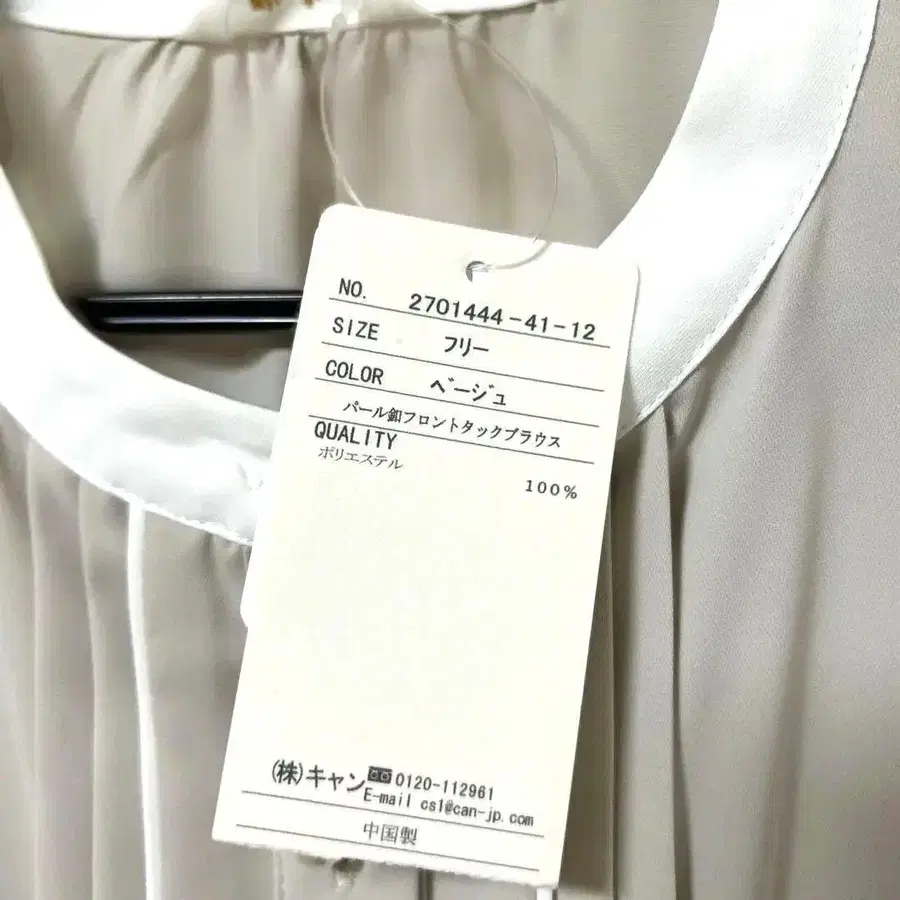 NO. 2701444-41-12
SIZE フリー
COLOR ベージュ
パール釦フロントタックブラウス
QUALITY
ポリエステル
100%
(株)キャン 0120-112961
E-mail cs1@can-jp.com
中国製